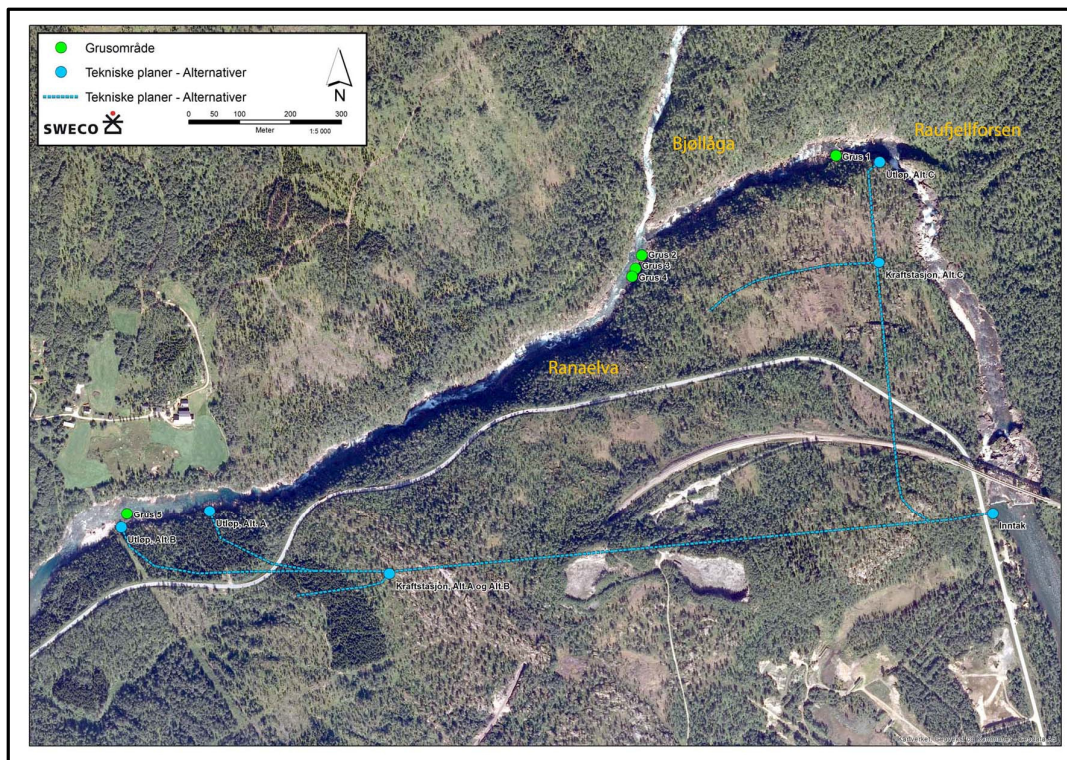 Grusområde
Tekniske planer - Alternativer
Tekniske planer - Alternativer
N
SWECO
0 50 100 200 300
Meter 1:5 000
Bjøllåga
Raufjellforsen
Grus 1
Utløp, Alt.C
Grus 2
Grus 3
Grus 4
Kraftstasjon, Alt.C
Ranaelva
Grus 5
Utløp, Alt. A
Utløp, Alt.B
Inntak
Kraftstasjon, Alt.A og Alt.B